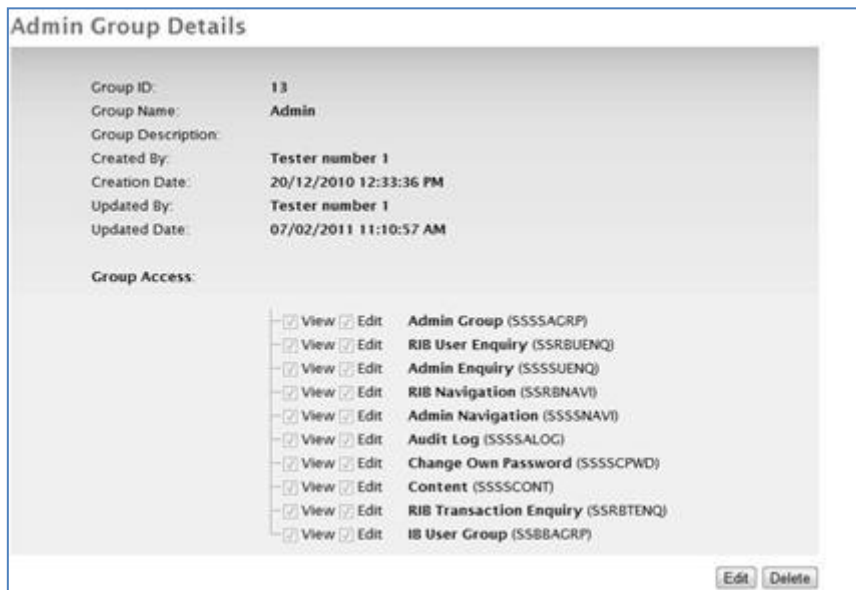 Admin Group Details
Group ID: 13
Group Name: Admin
Group Description:
Created By: Tester number 1
Creation Date: 20/12/2010 12:33:36 PM
Updated By: Tester number 1
Updated Date: 07/02/2011 11:10:57 AM
Group Access:
View Edit Admin Group (SSSSAGRP)
View Edit RIB User Enquiry (SSRBUENQ)
View Edit Admin Enquiry (SSSSUENQ)
View Edit RIB Navigation (SSRBNAVI)
View Edit Admin Navigation (SSSSNAVI)
View Edit Audit Log (SSSSALOG)
View Edit Change Own Password (SSSSCPWD)
View Edit Content (SSSSCONT)
View Edit RIB Transaction Enquiry (SSRBTENQ)
View Edit IB User Group (SSBBAGRP)
Edit Delete